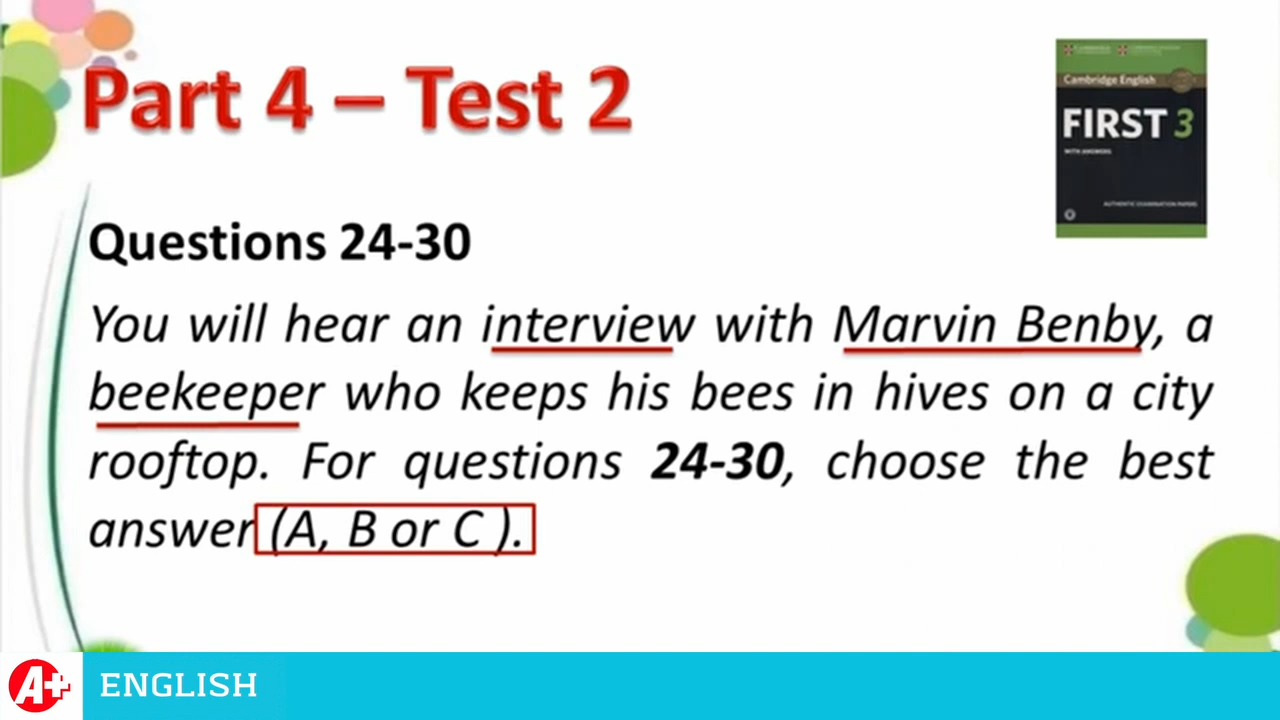 Part 4 – Test 2
Cambridge English
FIRST 3
WITH ANSWERS
AUTHENTIC EXAMINATION PAPERS
Questions 24-30
You will hear an interview with Marvin Benby, a
beekeeper who keeps his bees in hives on a city
rooftop. For questions 24-30, choose the best
answer (A, B or C ).
A+ ENGLISH